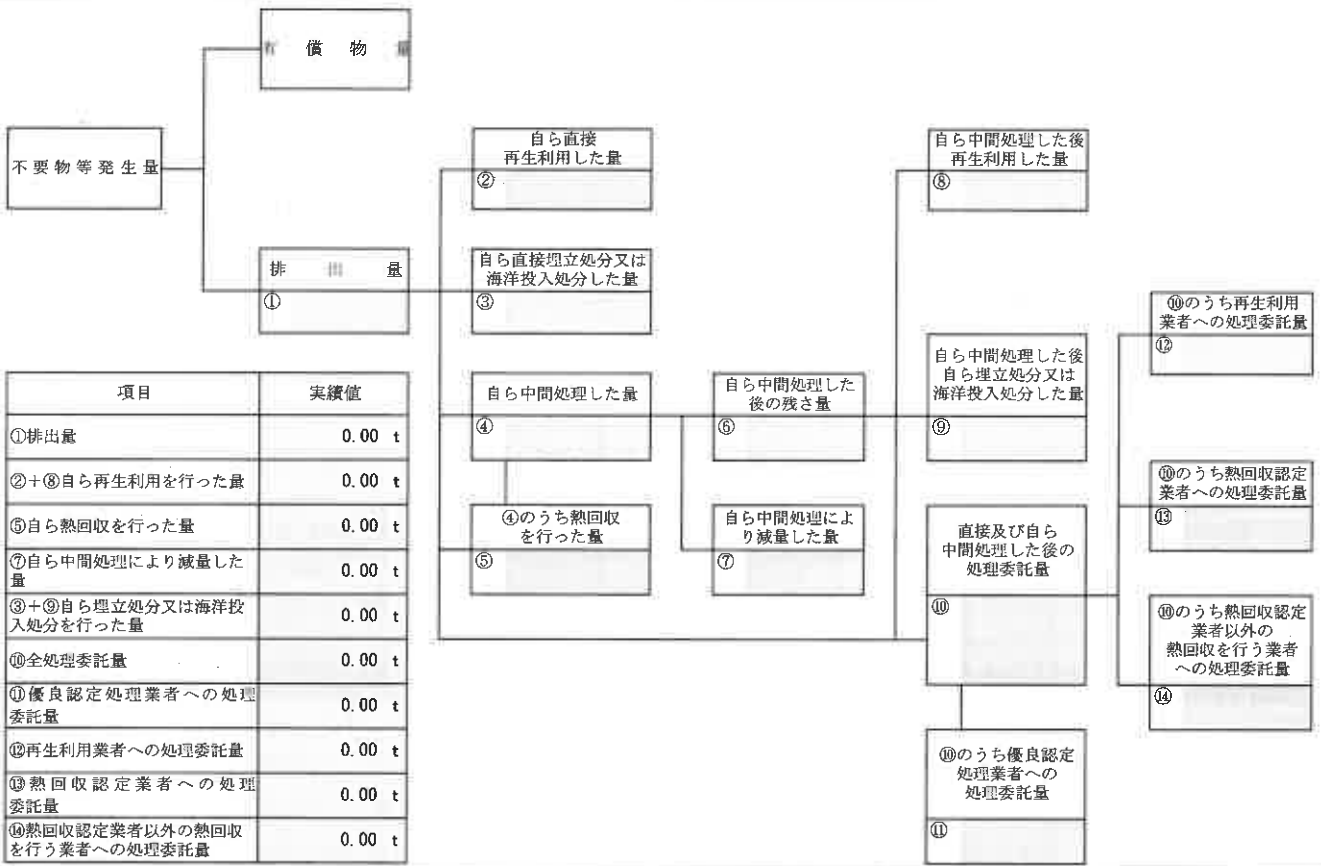 有償物量
不要物等発生量
排出量
①
自ら直接
再生利用した量
②
自ら直接埋立処分又は
海洋投入処分した量
③
自ら中間処理した量
④
④のうち熱回収
を行った量
⑤
自ら中間処理した
後の残さ量
⑥
自ら中間処理によ
り減量した量
⑦
自ら中間処理した後
再生利用した量
⑧
自ら中間処理した後
自ら埋立処分又は
海洋投入処分した量
⑨
直接及び自ら
中間処理した後の
処理委託量
⑩
⑩のうち優良認定
処理業者への
処理委託量
⑪
⑩のうち再生利用
業者への処理委託量
⑫
⑩のうち熱回収認定
業者への処理委託量
⑬
⑩のうち熱回収認定
業者以外の
熱回収を行う業者
への処理委託量
⑭
項目 実績値
①排出量 0.00 t
②+⑧自ら再生利用を行った量 0.00 t
⑤自ら熱回収を行った量 0.00 t
⑦自ら中間処理により減量した
量 0.00 t
③+⑨自ら埋立処分又は海洋投
入処分を行った量 0.00 t
⑩全処理委託量 0.00 t
⑪優良認定処理業者への処理
委託量 0.00 t
⑫再生利用業者への処理委託量 0.00 t
⑬熱回収認定業者への処理
委託量 0.00 t
⑭熱回収認定業者以外の熱回収
を行う業者への処理委託量 0.00 t